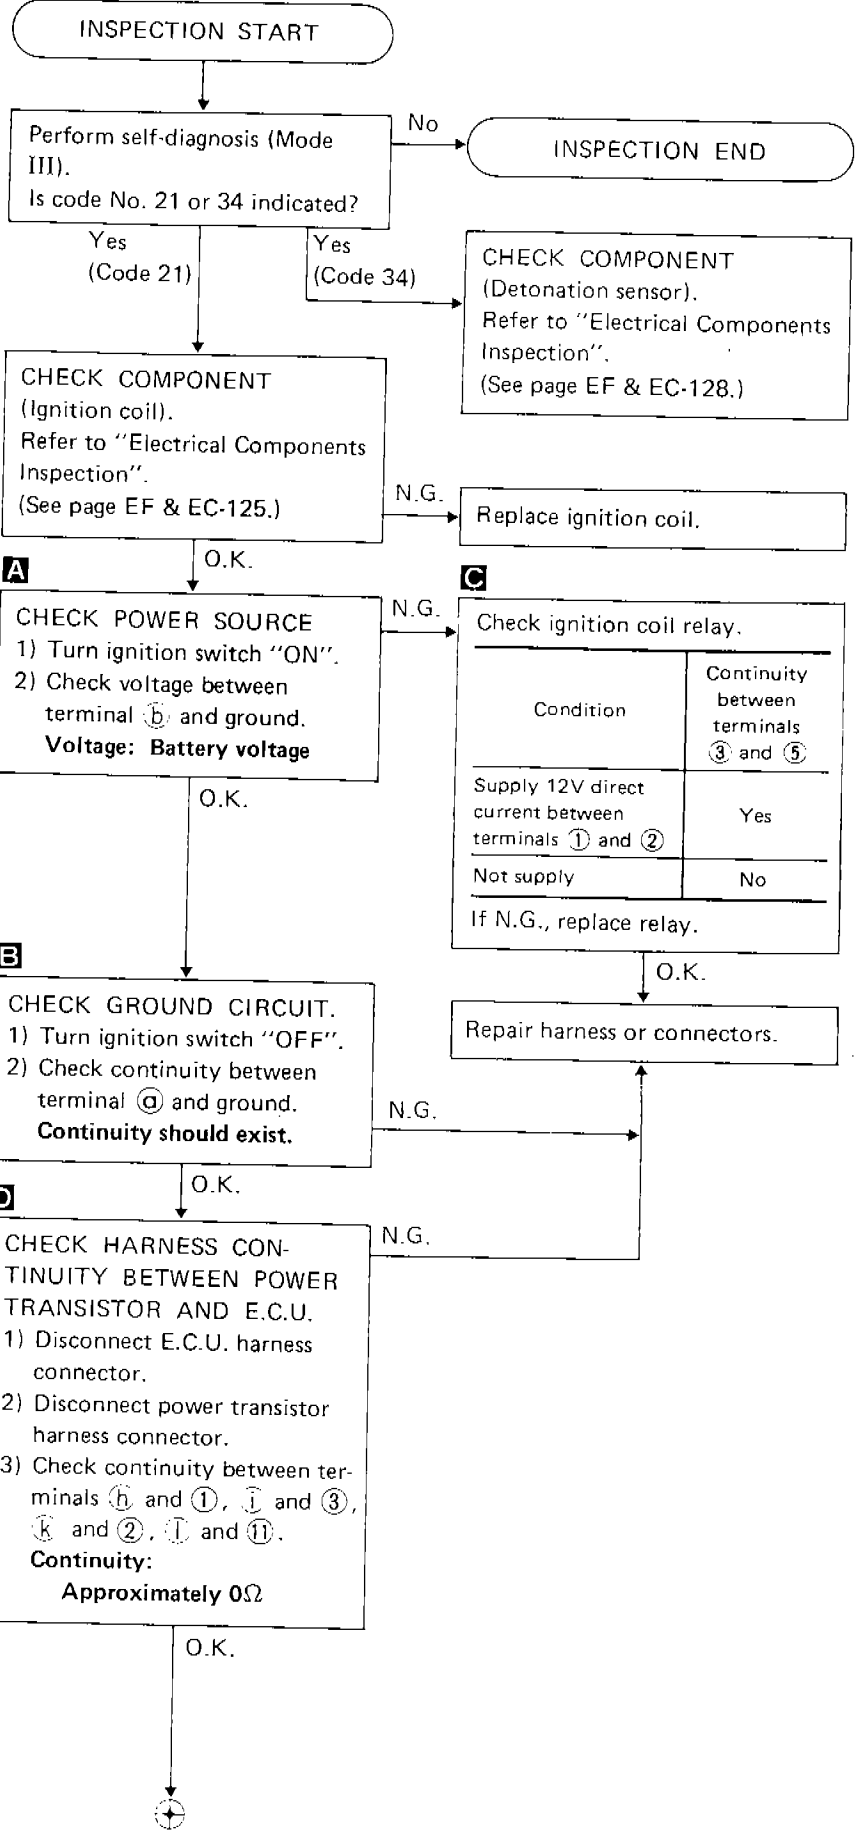 INSPECTION START
Perform self-diagnosis (Mode
III).
Is code No. 21 or 34 indicated?
No
INSPECTION END
Yes
(Code 21)
Yes
(Code 34)
CHECK COMPONENT
(Detonation sensor).
Refer to "Electrical Components
Inspection".
(See page EF & EC-128.)
CHECK COMPONENT
(Ignition coil).
Refer to "Electrical Components
Inspection".
(See page EF & EC-125.)
N.G.
Replace ignition coil.
O.K.
A
CHECK POWER SOURCE
1) Turn ignition switch "ON".
2) Check voltage between
terminal ⓑ and ground.
Voltage: Battery voltage
N.G.
C
Check ignition coil relay.
Condition
Continuity
between
terminals
③ and ⑤
Supply 12V direct
current between
terminals ① and ②
Yes
Not supply
No
If N.G., replace relay.
O.K.
O.K.
Repair harness or connectors.
B
CHECK GROUND CIRCUIT.
1) Turn ignition switch "OFF".
2) Check continuity between
terminal ⓐ and ground.
Continuity should exist.
N.G.
O.K.
D
CHECK HARNESS CON-
TINUITY BETWEEN POWER
TRANSISTOR AND E.C.U.
1) Disconnect E.C.U. harness
connector.
2) Disconnect power transistor
harness connector.
3) Check continuity between ter-
minals ⓗ and ①, ⓘ and ③,
ⓚ and ②, ⓛ and ⑪.
Continuity:
Approximately 0Ω
N.G.
O.K.